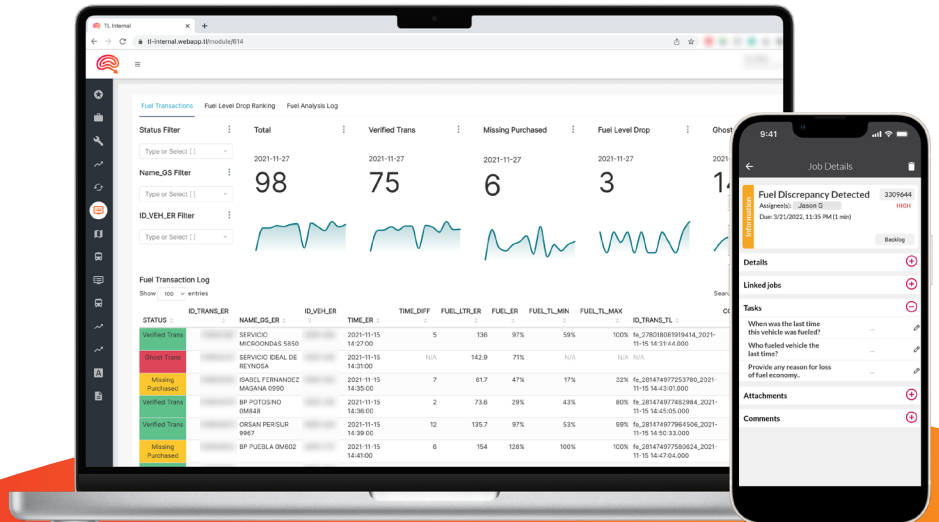 TL Internal
tl-internal.webapp.tl/module/614
Fuel Transactions Fuel Level Drop Ranking Fuel Analysis Log
Status Filter
Type or Select [ ]
Name_GS Filter
Type or Select [ ]
ID_VEH_ER Filter
Type or Select [ ]
Total
2021-11-27
98
Verified Trans
2021-11-27
75
Missing Purchased
2021-11-27
6
Fuel Level Drop
2021-11-27
3
Ghost
2021-
Fuel Transaction Log
Show 100 entries
STATUS ID_TRANS_ER NAME_GS_ER ID_VEH_ER TIME_ER TIME_DIFF FUEL_LTR_ER FUEL_ER FUEL_TL_MIN FUEL_TL_MAX ID_TRANS_TL
Verified Trans SERVICIO 2021-11-15 5 136 97% 59% 100% fe_278018081919414_2021-
MICROONDAS 5650 14:27:00 11-15 14:31:44.000
Ghost Trans SERVICIO IDEAL DE 2021-11-15 N/A 142.9 71% N/A N/A N/A
REYNOSA 14:31:00
Missing ISABEL FERNANDEZ 2021-11-15 7 61.7 47% 17% 32% fe_281474977253780_2021-
Purchased MAGANA 0990 14:35:00 11-15 14:43:01.000
Verified Trans BP POTOSINO 2021-11-15 2 73.6 29% 43% 80% fe_281474977462984_2021-
0M848 14:36:00 11-15 14:45:05.000
Verified Trans ORSAN PERISUR 2021-11-15 12 135.7 97% 53% 99% fe_281474977964506_2021-
9967 14:39:00 11-15 14:50:33.000
Missing BP PUEBLA 0M602 2021-11-15 6 154 126% 100% 100% fe_281474977580624_2021-
Purchased 14:41:00 11-15 14:47:04.000
9:41
Job Details
Information
Fuel Discrepancy Detected 3309644
Assignee(s): Jason G HIGH
Due: 3/21/2022, 11:35 PM (1 min)
Backlog
Details
Linked jobs
Tasks
When was the last time
this vehicle was fueled?
Who fueled vehicle the
last time?
Provide any reason for loss
of fuel economy..
Attachments
Comments